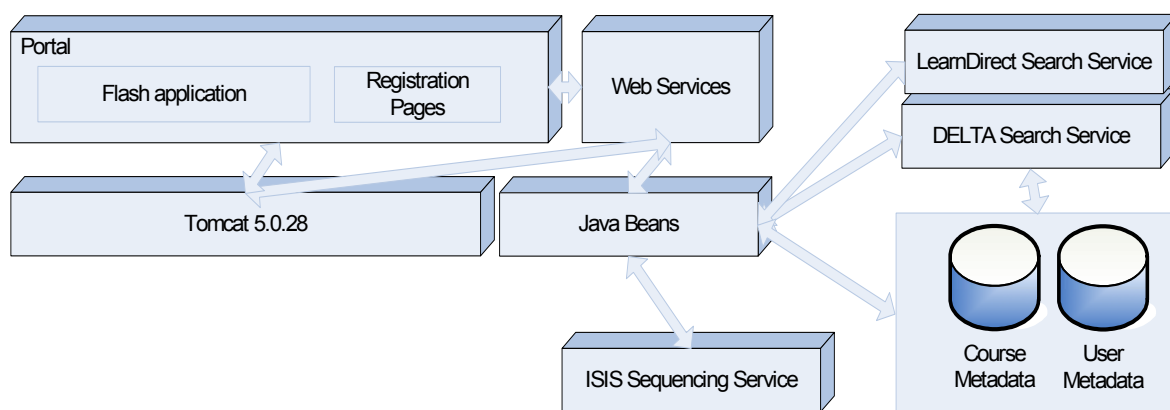 Portal
Flash application
Registration
Pages
Web Services
LearnDirect Search Service
DELTA Search Service
Tomcat 5.0.28
Java Beans
ISIS Sequencing Service
Course
Metadata
User
Metadata